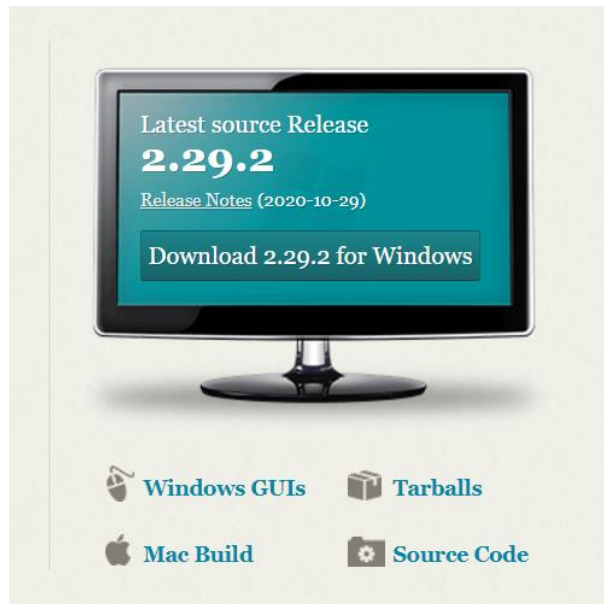 Latest source Release
2.29.2
Release Notes (2020-10-29)
Download 2.29.2 for Windows
Windows GUIs
Tarballs
Mac Build
Source Code